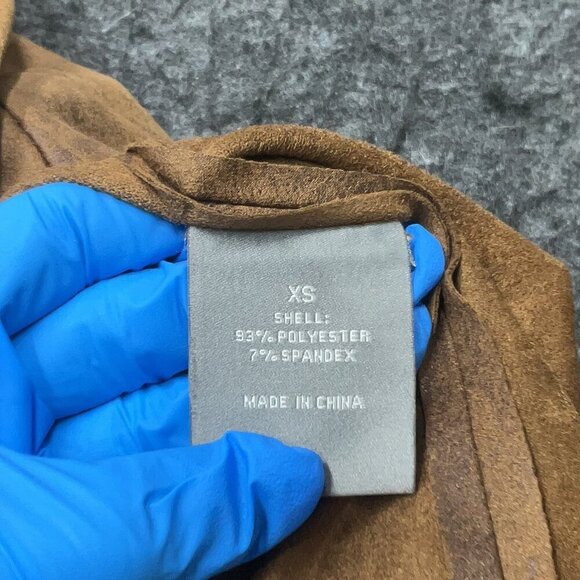 XS
SHELL:
93% POLYESTER
7% SPANDEX
MADE IN CHINA